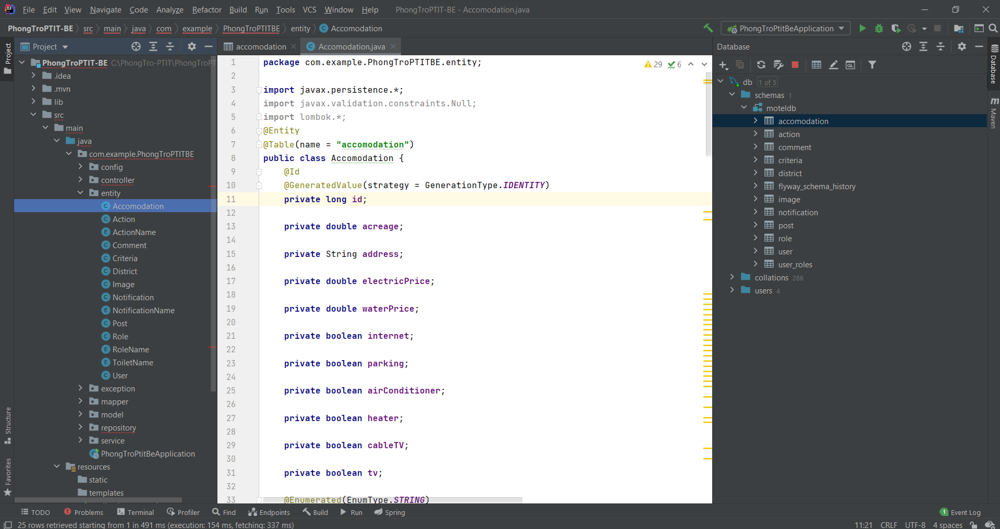 File Edit View Navigate Code Analyze Refactor Build Run Tools VCS Window Help PhongTroPTIT-BE - Accomodation.java
PhongTroPTIT-BE src main java com example PhongTroPTITBE entity Accomodation PhongTroPtitBeApplication
Project
Project
PhongTroPTIT-BE C:\PhongTro-PTIT\PhongTroPT
.idea
.mvn
lib
src
main
java
com.example.PhongTroPTITBE
config
controller
entity
Accomodation
Action
ActionName
Comment
Criteria
District
Image
Notification
NotificationName
Post
Role
RoleName
ToiletName
User
exception
mapper
model
repository
service
PhongTroPtitBeApplication
resources
static
templates
Structure
Favorites
accomodation Accomodation.java
29 6
1 package com.example.PhongTroPTITBE.entity;
2
3 import javax.persistence.*;
4 import javax.validation.constraints.Null;
5 import lombok.*;
6 @Entity
7 @Table(name = "accomodation")
8 public class Accomodation {
9 @Id
10 @GeneratedValue(strategy = GenerationType.IDENTITY)
11 private long id;
12
13 private double acreage;
14
15 private String address;
16
17 private double electricPrice;
18
19 private double waterPrice;
20
21 private boolean internet;
22
23 private boolean parking;
24
25 private boolean airConditioner;
26
27 private boolean heater;
28
29 private boolean cableTV;
30
31 private boolean tv;
32
33 @Enumerated(EnumType.STRING)
Database
db 1 of 5
schemas 1
moteldb
accomodation
action
comment
criteria
district
flyway_schema_history
image
notification
post
role
user
user_roles
collations 286
users 4
Database
Maven
TODO Problems Terminal Profiler Find Endpoints Build Run Spring 1 Event Log
25 rows retrieved starting from 1 in 491 ms (execution: 154 ms, fetching: 337 ms) 11:21 CRLF UTF-8 4 spaces